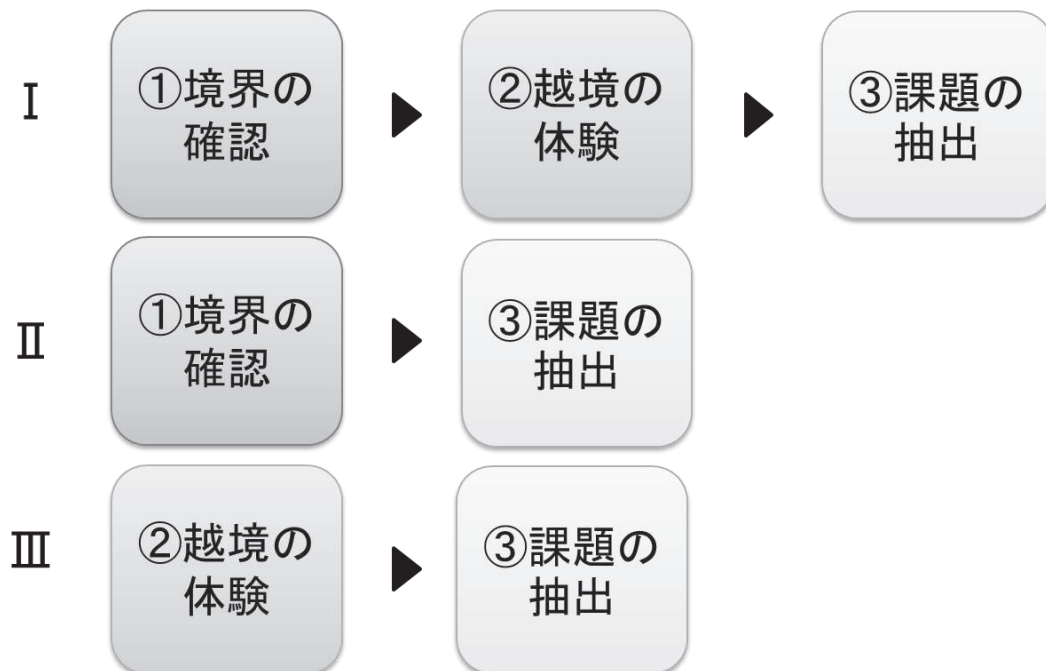 Ⅰ
①境界の
確認
▶
②越境の
体験
▶
③課題の
抽出
Ⅱ
①境界の
確認
▶
③課題の
抽出
Ⅲ
②越境の
体験
▶
③課題の
抽出